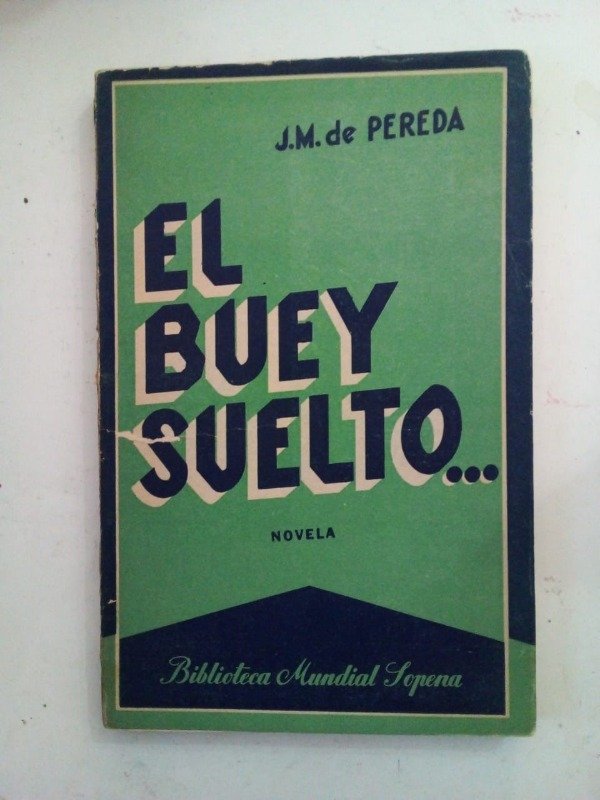 J.M. de PEREDA
EL
BUEY
SUELTO...
NOVELA
Biblioteca Mundial Sopena